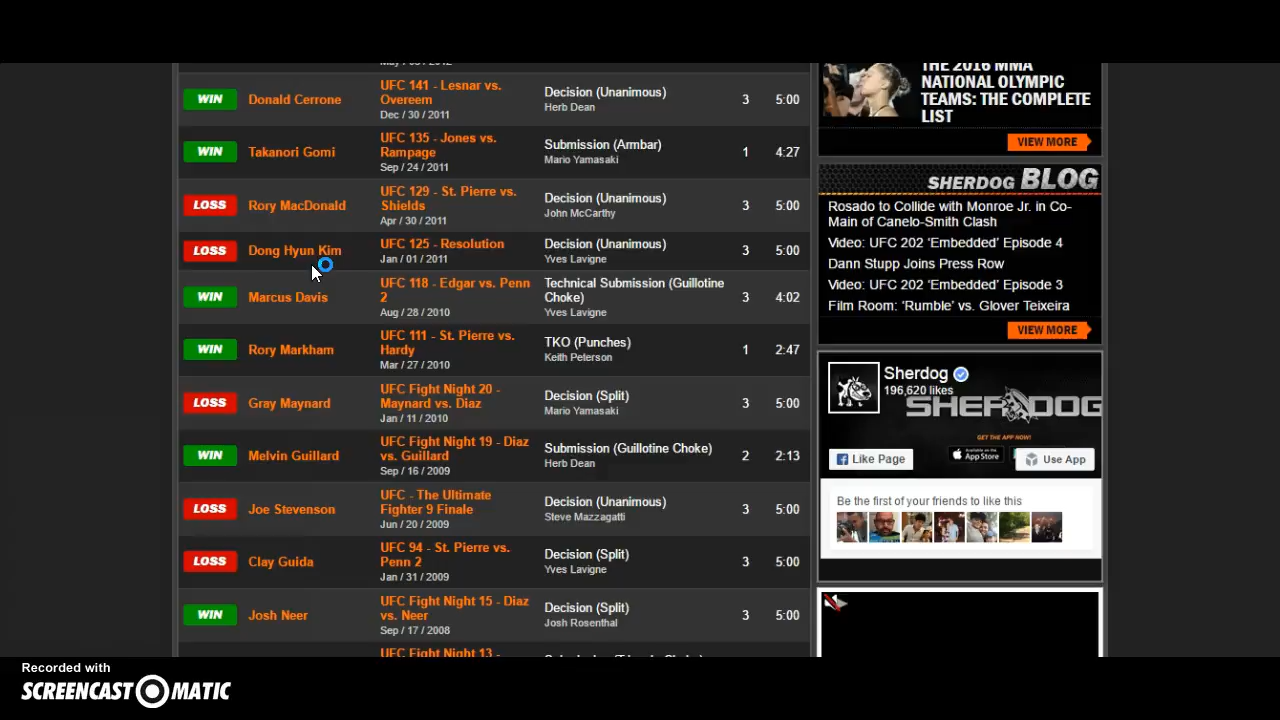 WIN
Donald Cerrone
UFC 141 - Lesnar vs.
Overeem
Dec / 30 / 2011
Decision (Unanimous)
Herb Dean
3
5:00
WIN
Takanori Gomi
UFC 135 - Jones vs.
Rampage
Sep / 24 / 2011
Submission (Armbar)
Mario Yamasaki
1
4:27
LOSS
Rory MacDonald
UFC 129 - St. Pierre vs.
Shields
Apr / 30 / 2011
Decision (Unanimous)
John McCarthy
3
5:00
LOSS
Dong Hyun Kim
UFC 125 - Resolution
Jan / 01 / 2011
Decision (Unanimous)
Yves Lavigne
3
5:00
WIN
Marcus Davis
UFC 118 - Edgar vs. Penn
2
Aug / 28 / 2010
Technical Submission (Guillotine
Choke)
Yves Lavigne
3
4:02
WIN
Rory Markham
UFC 111 - St. Pierre vs.
Hardy
Mar / 27 / 2010
TKO (Punches)
Keith Peterson
1
2:47
LOSS
Gray Maynard
UFC Fight Night 20 -
Maynard vs. Diaz
Jan / 11 / 2010
Decision (Split)
Mario Yamasaki
3
5:00
WIN
Melvin Guillard
UFC Fight Night 19 - Diaz
vs. Guillard
Sep / 16 / 2009
Submission (Guillotine Choke)
Herb Dean
2
2:13
LOSS
Joe Stevenson
UFC - The Ultimate
Fighter 9 Finale
Jun / 20 / 2009
Decision (Unanimous)
Steve Mazzagatti
3
5:00
LOSS
Clay Guida
UFC 94 - St. Pierre vs.
Penn 2
Jan / 31 / 2009
Decision (Split)
Yves Lavigne
3
5:00
WIN
Josh Neer
UFC Fight Night 15 - Diaz
vs. Neer
Sep / 17 / 2008
Decision (Split)
Josh Rosenthal
3
5:00
UFC Fight Night 13 -
THE 2016 MMA
NATIONAL OLYMPIC
TEAMS: THE COMPLETE
LIST
VIEW MORE
SHERDOG BLOG
Rosado to Collide with Monroe Jr. in Co-
Main of Canelo-Smith Clash
Video: UFC 202 'Embedded' Episode 4
Dann Stupp Joins Press Row
Video: UFC 202 'Embedded' Episode 3
Film Room: 'Rumble' vs. Glover Teixeira
VIEW MORE
Sherdog
196,620 likes
SHERDOG
GET THE APP NOW!
Available on the
App Store
Like Page
Use App
Be the first of your friends to like this
Recorded with
SCREENCAST-O-MATIC